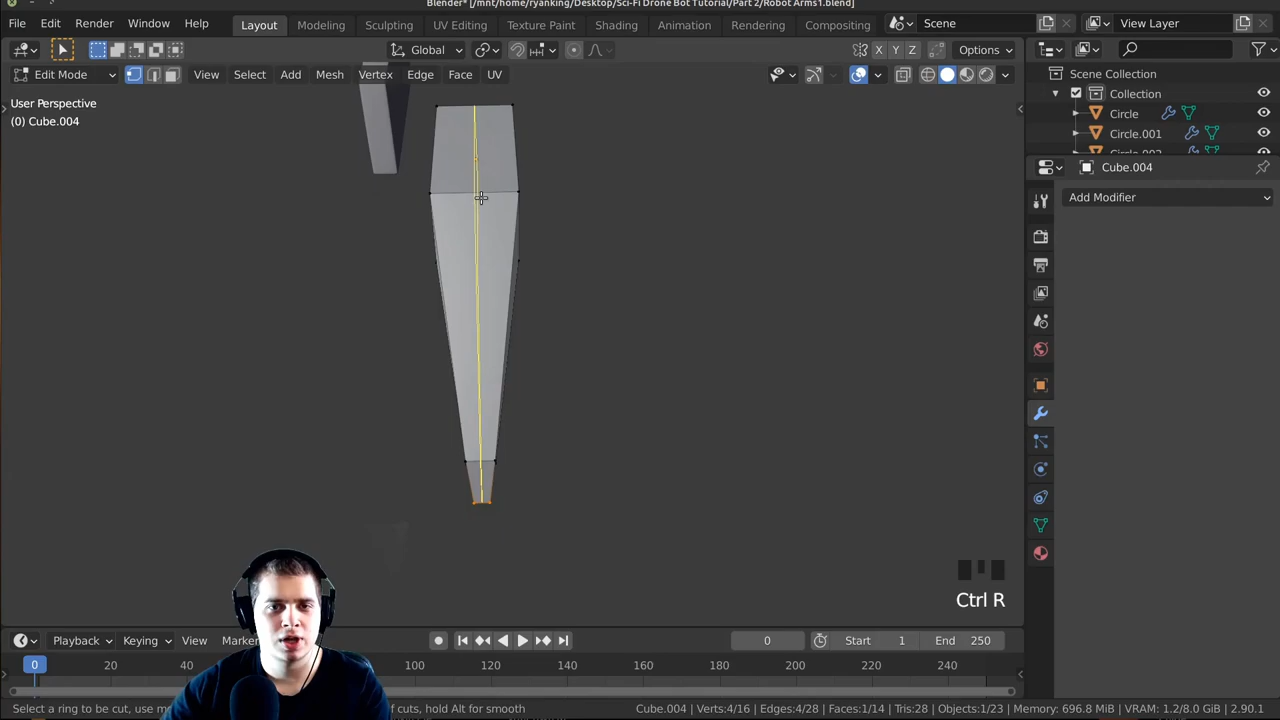 Blender* [/mnt/home/ryanking/Desktop/Sci-Fi Drone Bot Tutorial/Part 2/Robot Arms1.blend]
File Edit Render Window Help Layout Modeling Sculpting UV Editing Texture Paint Shading Animation Rendering Compositing Scene View Layer
Global X Y Z Options
Edit Mode View Select Add Mesh Vertex Edge Face UV Scene Collection
User Perspective Collection
(0) Cube.004 Circle
Circle.001
Cube.004
Add Modifier
Ctrl R
Playback Keying View Marker 0 Start 1 End 250
0 20 40 100 120 140 160 180 200 220 240
Select a ring to be cut, use mo of cuts, hold Alt for smooth Cube.004 | Verts:4/16 | Edges:4/28 | Faces:1/14 | Tris:28 | Objects:1/23 | Memory: 696.8 MiB | VRAM: 1.2/8.0 GiB | 2.90.1